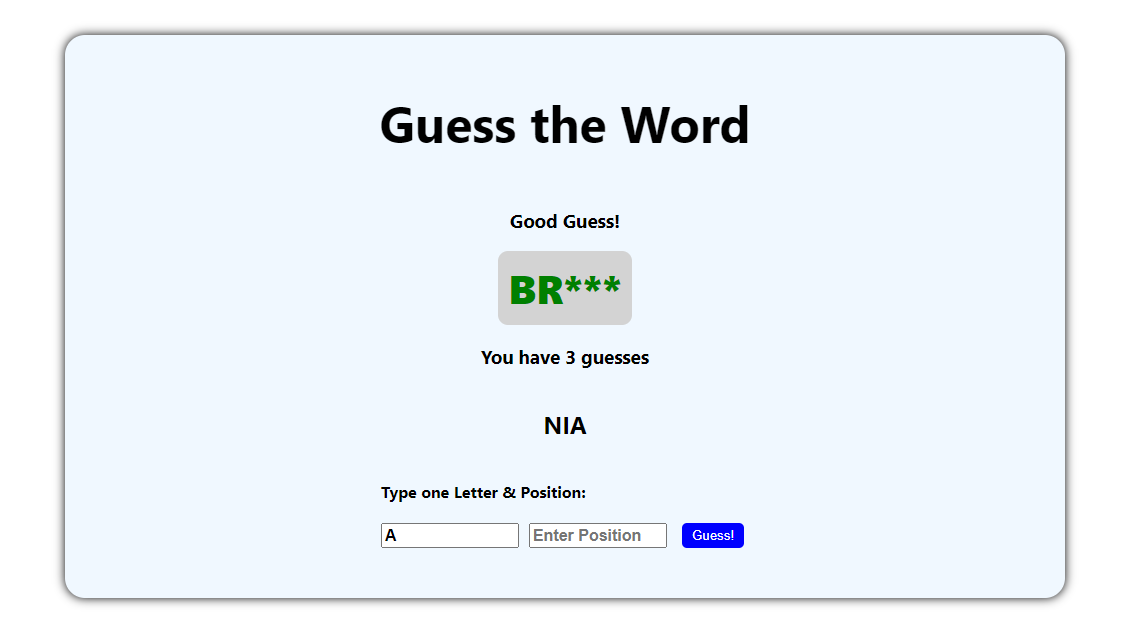 Guess the Word
Good Guess!
BR***
You have 3 guesses
NIA
Type one Letter & Position:
A Enter Position Guess!